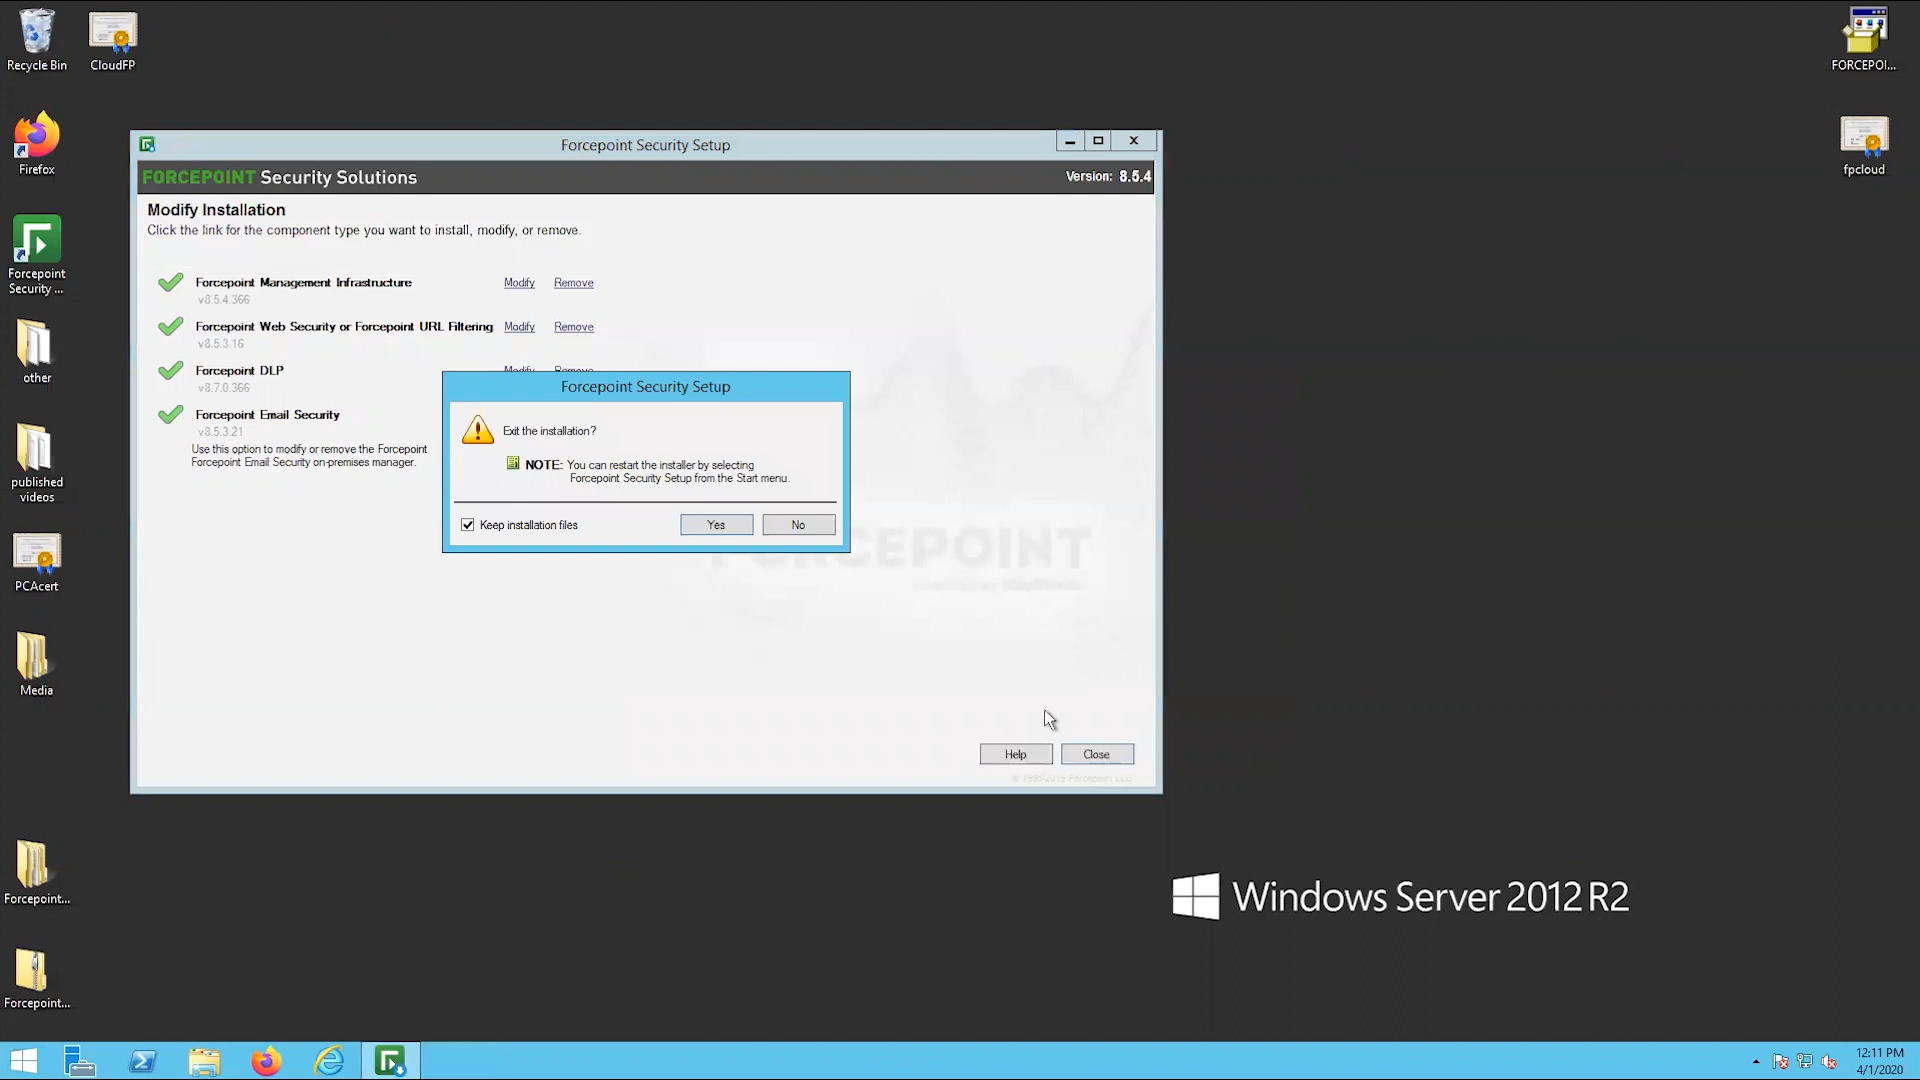 Recycle Bin
CloudFP
FORCEPOI...
Firefox
fpcloud
Forcepoint
Security ...
other
published
videos
PCAcert
Media
Forcepoint...
Forcepoint...
Forcepoint Security Setup
FORCEPOINT Security Solutions
Version: 8.5.4
Modify Installation
Click the link for the component type you want to install, modify, or remove.
Forcepoint Management Infrastructure Modify Remove
v8.5.4.366
Forcepoint Web Security or Forcepoint URL Filtering Modify Remove
v8.5.3.16
Forcepoint DLP Modify Remove
v8.7.0.366
Forcepoint Email Security
v8.5.3.21
Use this option to modify or remove the Forcepoint
Forcepoint Email Security on-premises manager.
Forcepoint Security Setup
Exit the installation?
NOTE: You can restart the installer by selecting
Forcepoint Security Setup from the Start menu.
Keep installation files
Yes
No
FORCEPOINT
Help
Close
Windows Server 2012 R2
12:11 PM
4/1/2020